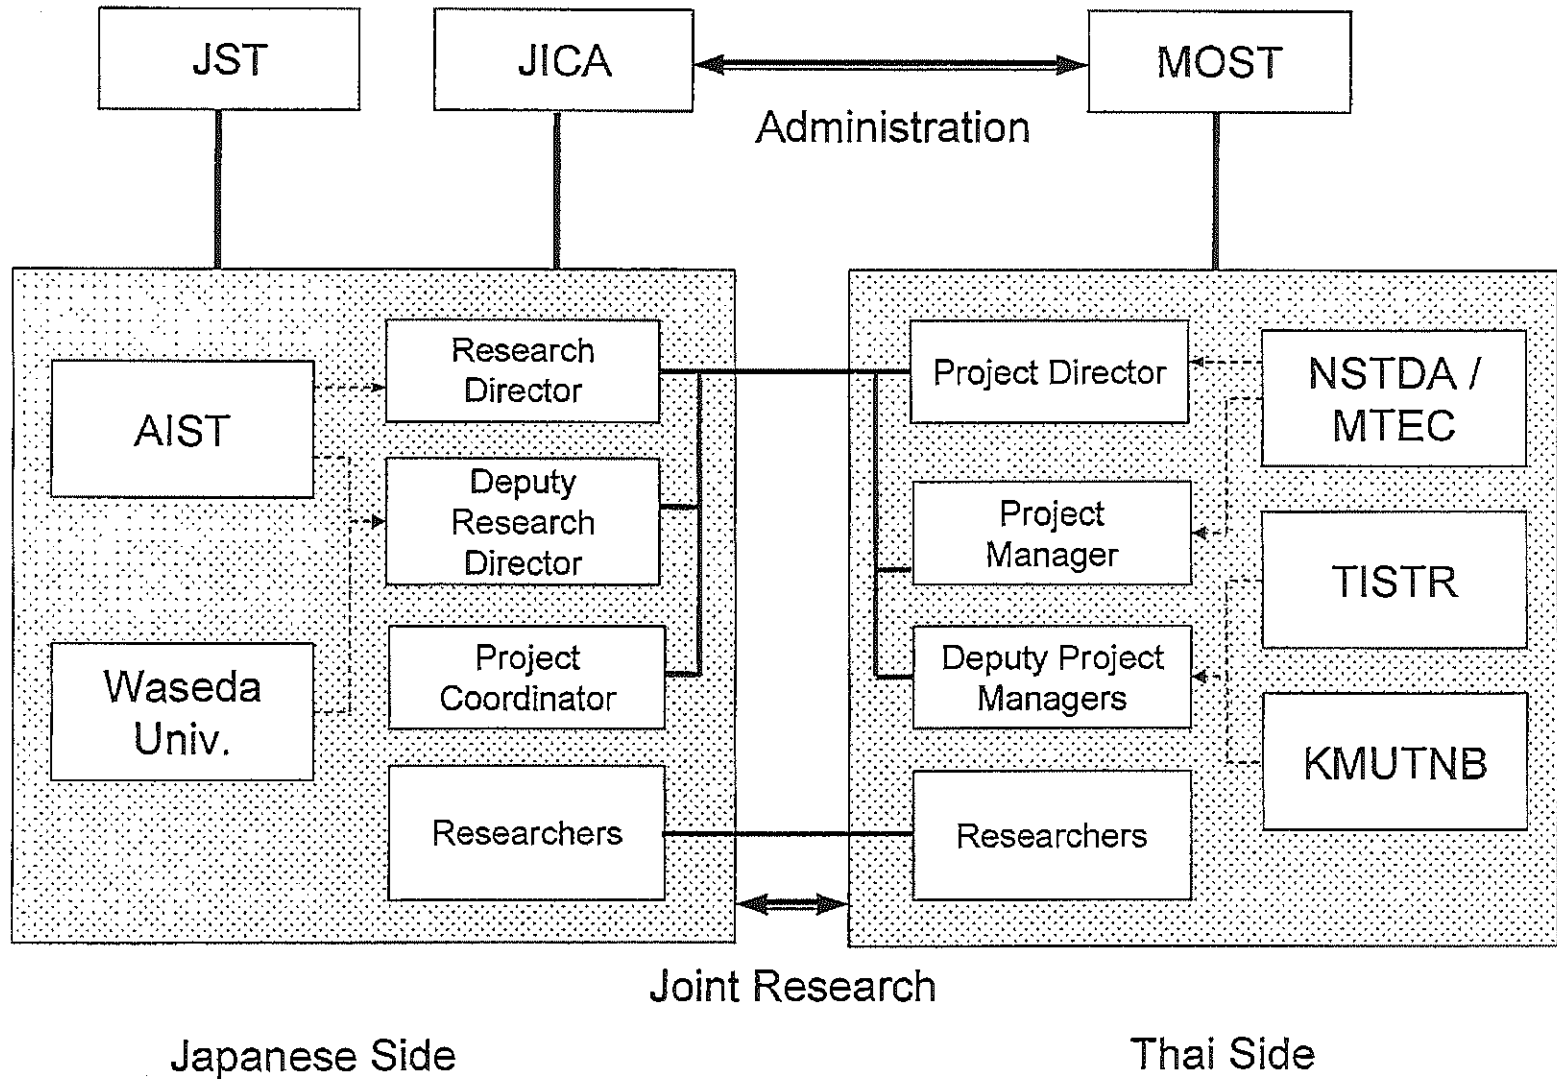 JST
JICA
MOST
Administration
Research
Director
AIST
Deputy
Research
Director
Project
Coordinator
Waseda
Univ.
Researchers
Project Director
NSTDA /
MTEC
Project
Manager
TISTR
Deputy Project
Managers
KMUTNB
Researchers
Joint Research
Japanese Side
Thai Side